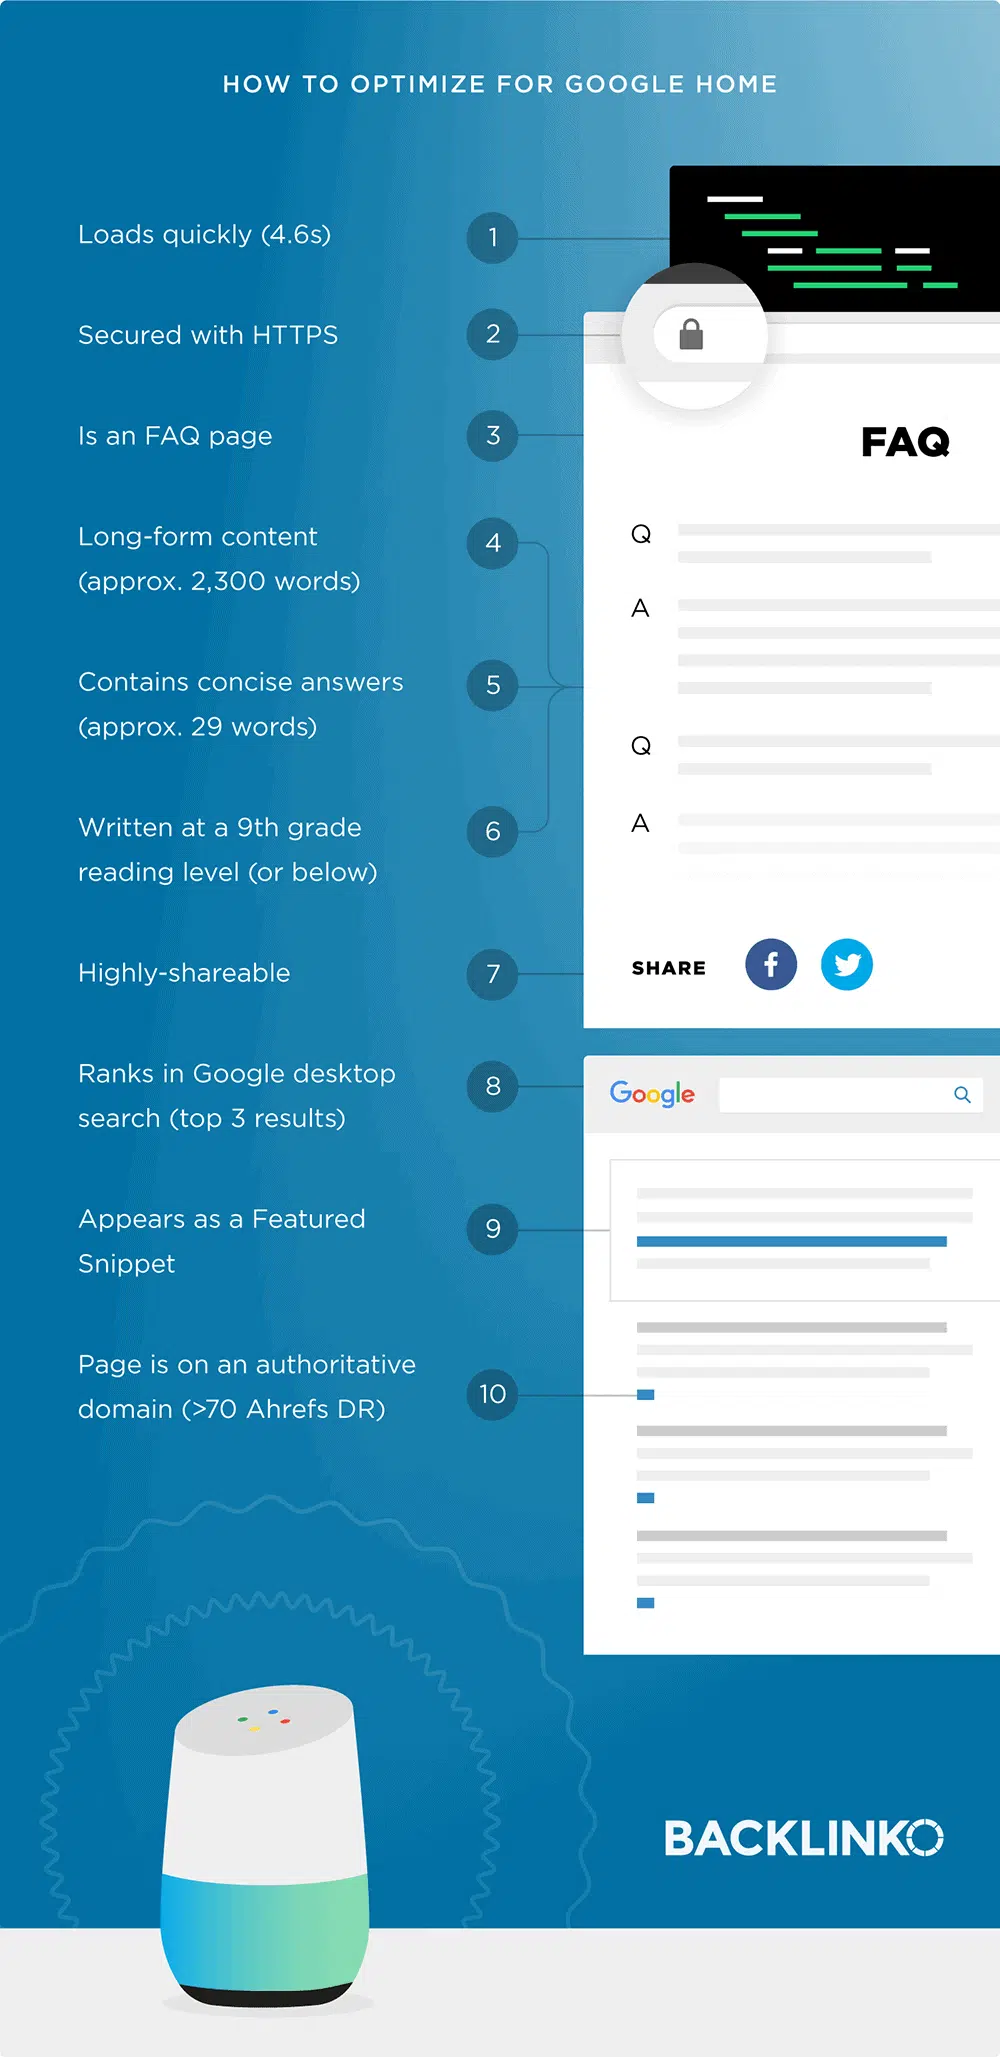 HOW TO OPTIMIZE FOR GOOGLE HOME
Loads quickly (4.6s)
1
Secured with HTTPS
2
Is an FAQ page
3
FAQ
Long-form content
(approx. 2,300 words)
4
Q
A
Contains concise answers
(approx. 29 words)
5
Q
Written at a 9th grade
reading level (or below)
6
A
Highly-shareable
7
SHARE
Ranks in Google desktop
search (top 3 results)
8
Google
Appears as a Featured
Snippet
9
Page is on an authoritative
domain (>70 Ahrefs DR)
10
BACKLINKO